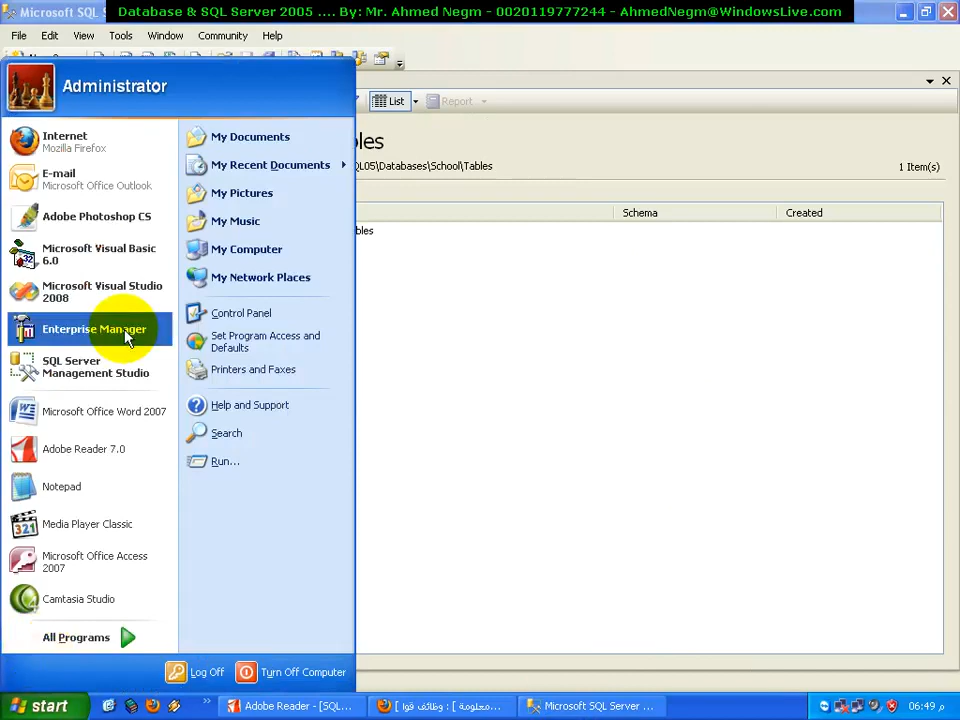 Microsoft SQL
Database & SQL Server 2005 .... By: Mr. Ahmed Negm - 0020119777244 - AhmedNegm@WindowsLive.com
File Edit View Tools Window Community Help
Administrator
List Report
bles
QL05\Databases\School\Tables
1 Item(s)
Schema Created
bles
Internet
Mozilla Firefox
E-mail
Microsoft Office Outlook
Adobe Photoshop CS
Microsoft Visual Basic
6.0
Microsoft Visual Studio
2008
Enterprise Manager
SQL Server
Management Studio
Microsoft Office Word 2007
Adobe Reader 7.0
Notepad
Media Player Classic
Microsoft Office Access
2007
Camtasia Studio
All Programs
My Documents
My Recent Documents
My Pictures
My Music
My Computer
My Network Places
Control Panel
Set Program Access and
Defaults
Printers and Faxes
Help and Support
Search
Run...
Log Off Turn Off Computer
start
Adobe Reader - [SQL...
معلومة ] : وظائف قوا ]...
Microsoft SQL Server ...
06:49 م